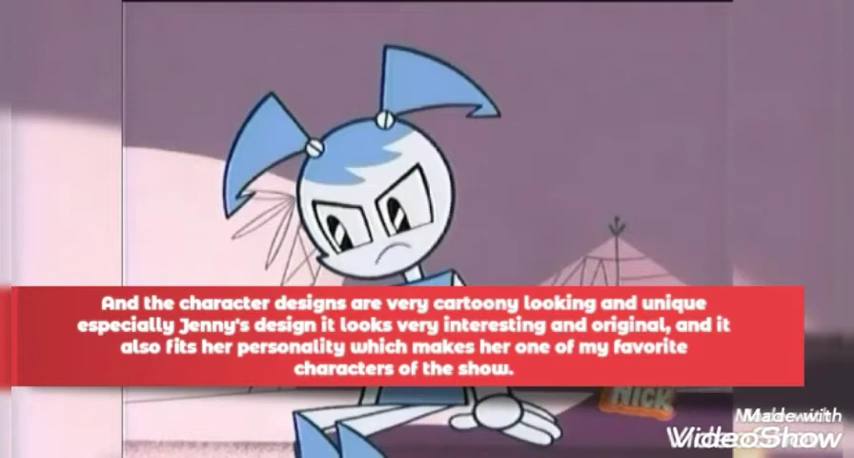 And the character designs are very cartoony looking and unique
especially Jenny's design it looks very interesting and original, and it
also fits her personality which makes her one of my favorite
characters of the show.
NICK
Made with
VideoShow